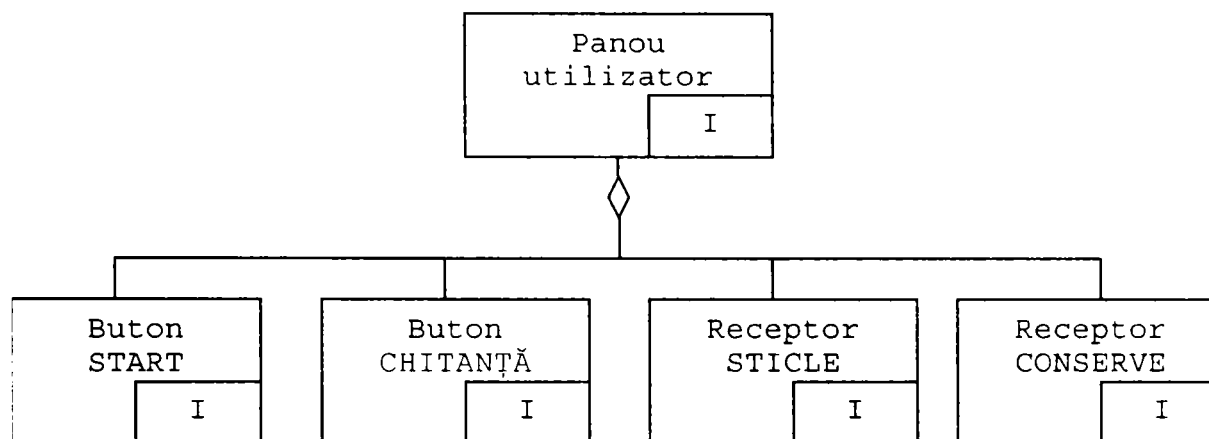 Panou
utilizator
I
Buton
START
I
Buton
CHITANȚĂ
I
Receptor
STICLE
I
Receptor
CONSERVE
I